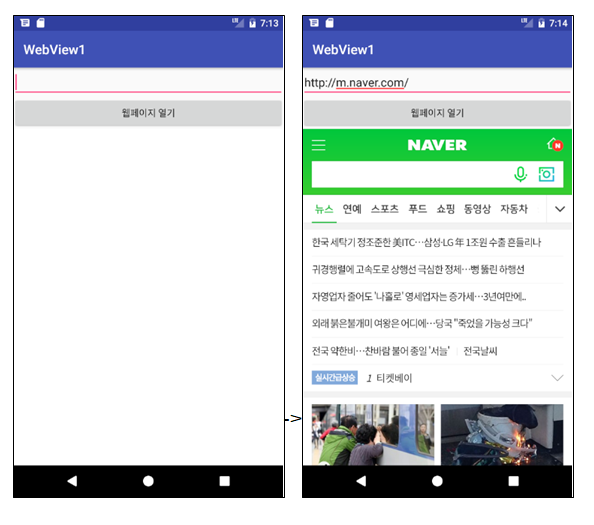 7:13
WebView1
웹페이지 열기
->
7:14
WebView1
http://m.naver.com/
웹페이지 열기
NAVER
N
뉴스 연예 스포츠 푸드 쇼핑 동영상 자동차
한국 세탁기 정조준한 美ITC…삼성·LG 年 1조원 수출 흔들리나
귀경행렬에 고속도로 상행선 극심한 정체…뻥 뚫린 하행선
자영업자 줄어도 '나홀로' 영세업자는 증가세…3년여만에..
외래 붉은불개미 여왕은 어디에…당국 "죽었을 가능성 크다"
전국 약한비…찬바람 불어 종일 '서늘' 전국날씨
실시간급상승 1 티켓베이